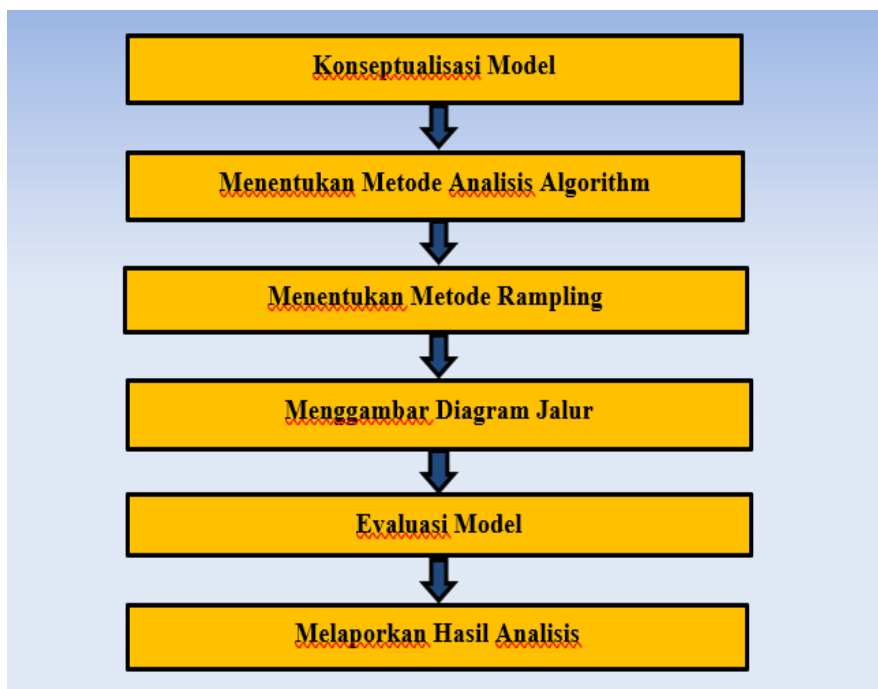 Konseptualisasi Model
Menentukan Metode Analisis Algorithm
Menentukan Metode Rampling
Menggambar Diagram Jalur
Evaluasi Model
Melaporkan Hasil Analisis